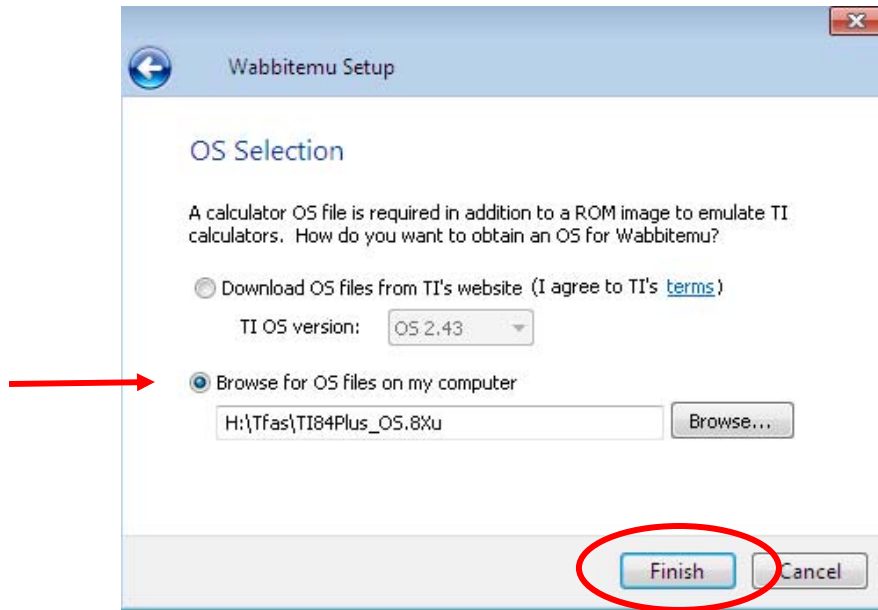 Wabbitemu Setup
OS Selection
A calculator OS file is required in addition to a ROM image to emulate TI
calculators.  How do you want to obtain an OS for Wabbitemu?
Download OS files from TI's website (I agree to TI's terms)
TI OS version: OS 2.43
Browse for OS files on my computer
H:\Tfas\TI84Plus_OS.8Xu Browse...
Finish Cancel